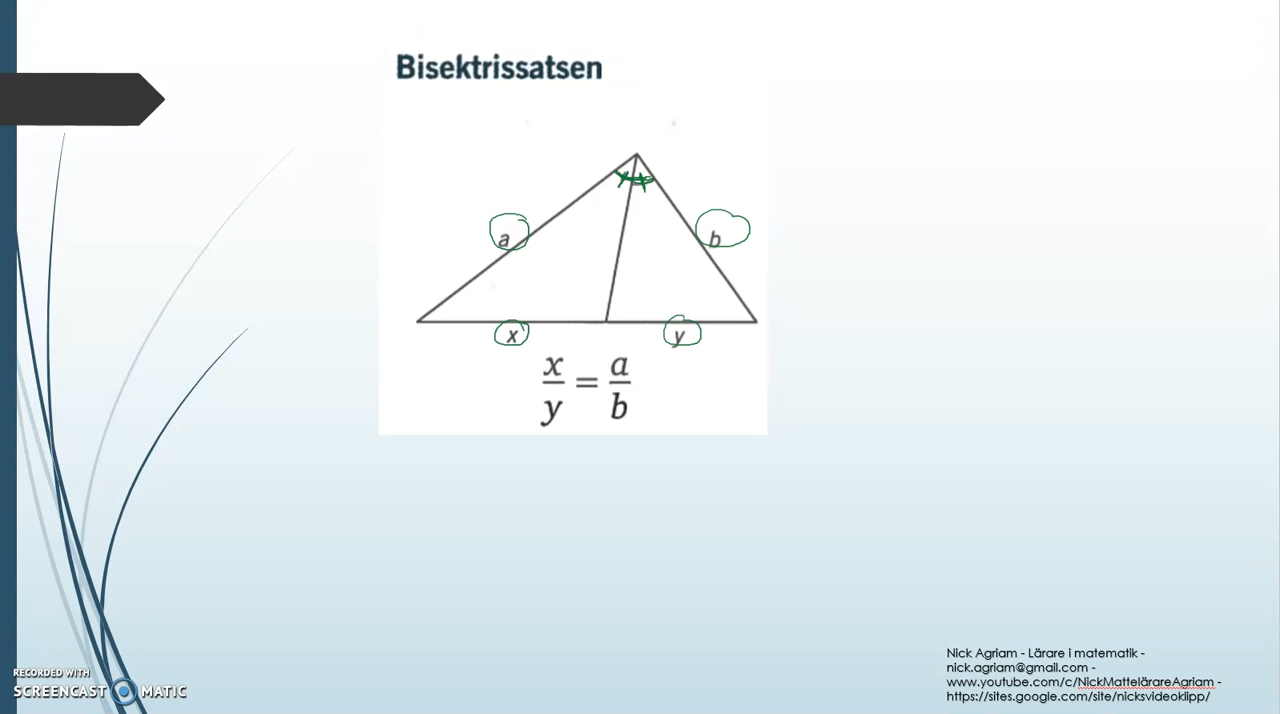 Bisektrissatsen
a
b
x
y
x/y = a/b
Nick Agriam - Lärare i matematik -
nick.agriam@gmail.com -
www.youtube.com/c/NickMattelärareAgriam -
https://sites.google.com/site/nicksvideoklipp/
RECORDED WITH
SCREENCAST MATIC